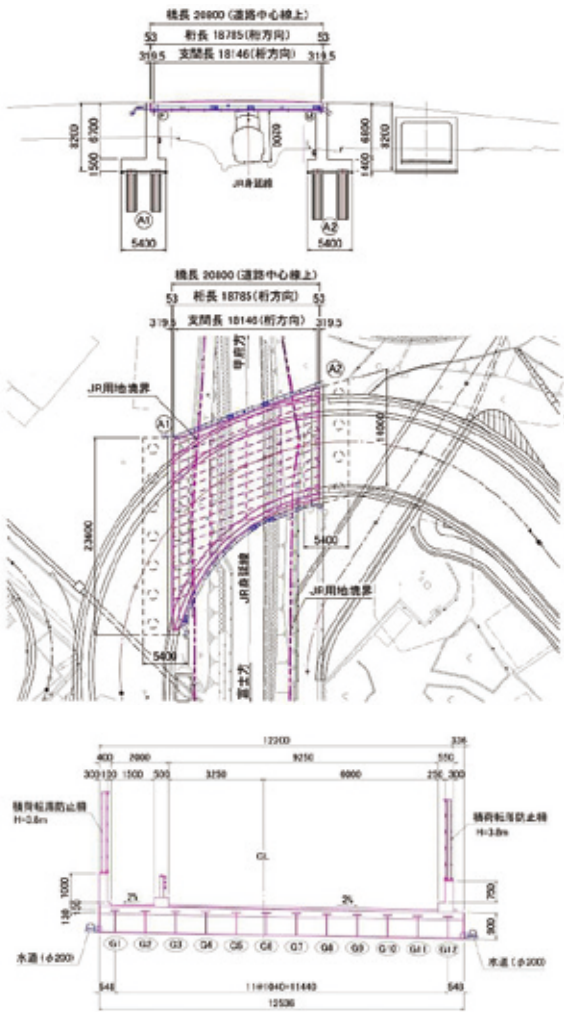 橋長 20800 (道路中心線上)
53 桁長 18785(桁方向) 53
319.5 支間長 18146(桁方向) 319.5
8200
6700
1500
6020
6800
8200
1400
JR身延線
A1
A2
5400
5400
橋長 20800 (道路中心線上)
53 桁長 18785(桁方向) 53
319.5 支間長 18146(桁方向) 319.5
甲府方
A2
JR用地境界
A1
23600
5400
5400
JR身延線
JR用地境界
富士方
12200 336
400 2000 9250 550
300 100 1500 500 3250 6000 250 300
積荷転落防止柵
H=3.8m
積荷転落防止柵
H=3.8m
CL
1000
700
900
G1 G2 G3 G4 G5 G6 G7 G8 G9 G10 G11 G12
水道(φ200)
水道(φ200)
548 11@1040=11440 548
12536